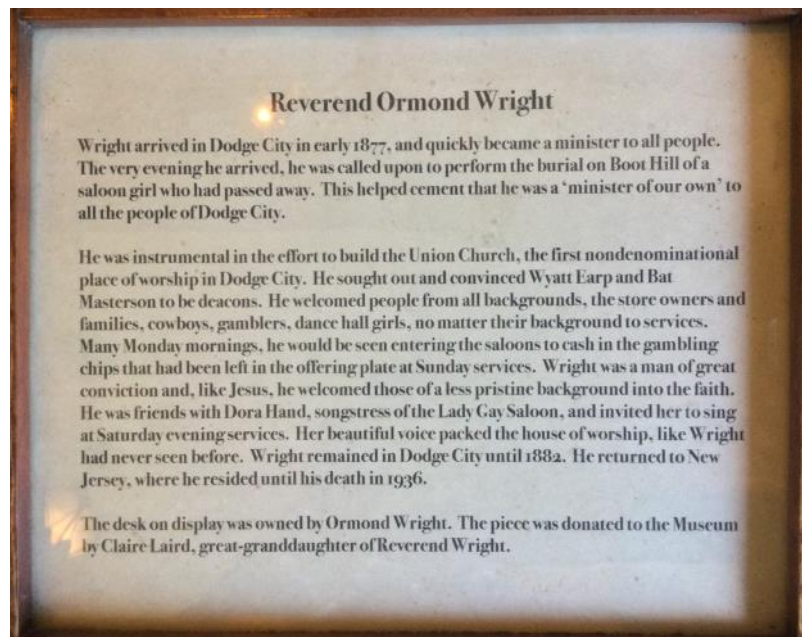 Reverend Ormond Wright
Wright arrived in Dodge City in early 1877, and quickly became a minister to all people.
The very evening he arrived, he was called upon to perform the burial on Boot Hill of a
saloon girl who had passed away. This helped cement that he was a ‘minister of our own’ to
all the people of Dodge City.
He was instrumental in the effort to build the Union Church, the first nondenominational
place of worship in Dodge City. He sought out and convinced Wyatt Earp and Bat
Masterson to be deacons. He welcomed people from all backgrounds, the store owners and
families, cowboys, gamblers, dance hall girls, no matter their background to services.
Many Monday mornings, he would be seen entering the saloons to cash in the gambling
chips that had been left in the offering plate at Sunday services. Wright was a man of great
conviction and, like Jesus, he welcomed those of a less pristine background into the faith.
He was friends with Dora Hand, songstress of the Lady Gay Saloon, and invited her to sing
at Saturday evening services. Her beautiful voice packed the house of worship, like Wright
had never seen before. Wright remained in Dodge City until 1882. He returned to New
Jersey, where he resided until his death in 1936.
The desk on display was owned by Ormond Wright. The piece was donated to the Museum
by Claire Laird, great-granddaughter of Reverend Wright.